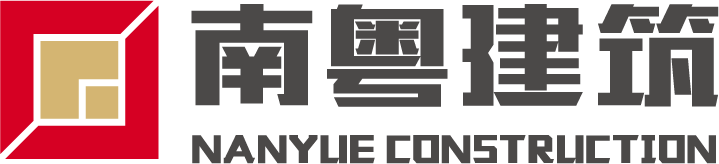 南粤建筑
NANYUE CONSTRUCTION